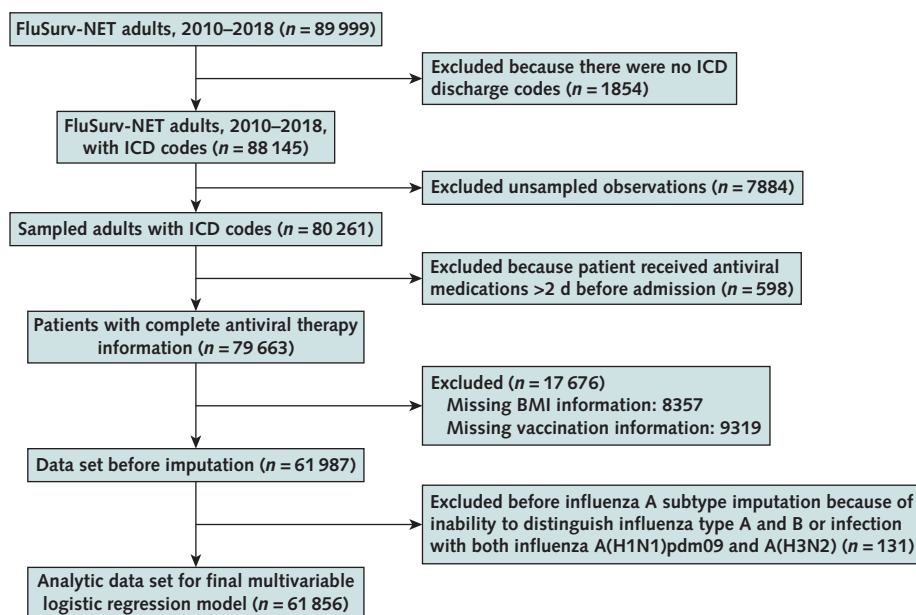 FluSurv-NET adults, 2010–2018 (n = 89 999)
Excluded because there were no ICD
discharge codes (n = 1854)
FluSurv-NET adults, 2010–2018,
with ICD codes (n = 88 145)
Excluded unsampled observations (n = 7884)
Sampled adults with ICD codes (n = 80 261)
Excluded because patient received antiviral
medications >2 d before admission (n = 598)
Patients with complete antiviral therapy
information (n = 79 663)
Excluded (n = 17 676)
Missing BMI information: 8357
Missing vaccination information: 9319
Data set before imputation (n = 61 987)
Excluded before influenza A subtype imputation because of
inability to distinguish influenza type A and B or infection
with both influenza A(H1N1)pdm09 and A(H3N2) (n = 131)
Analytic data set for final multivariable
logistic regression model (n = 61 856)